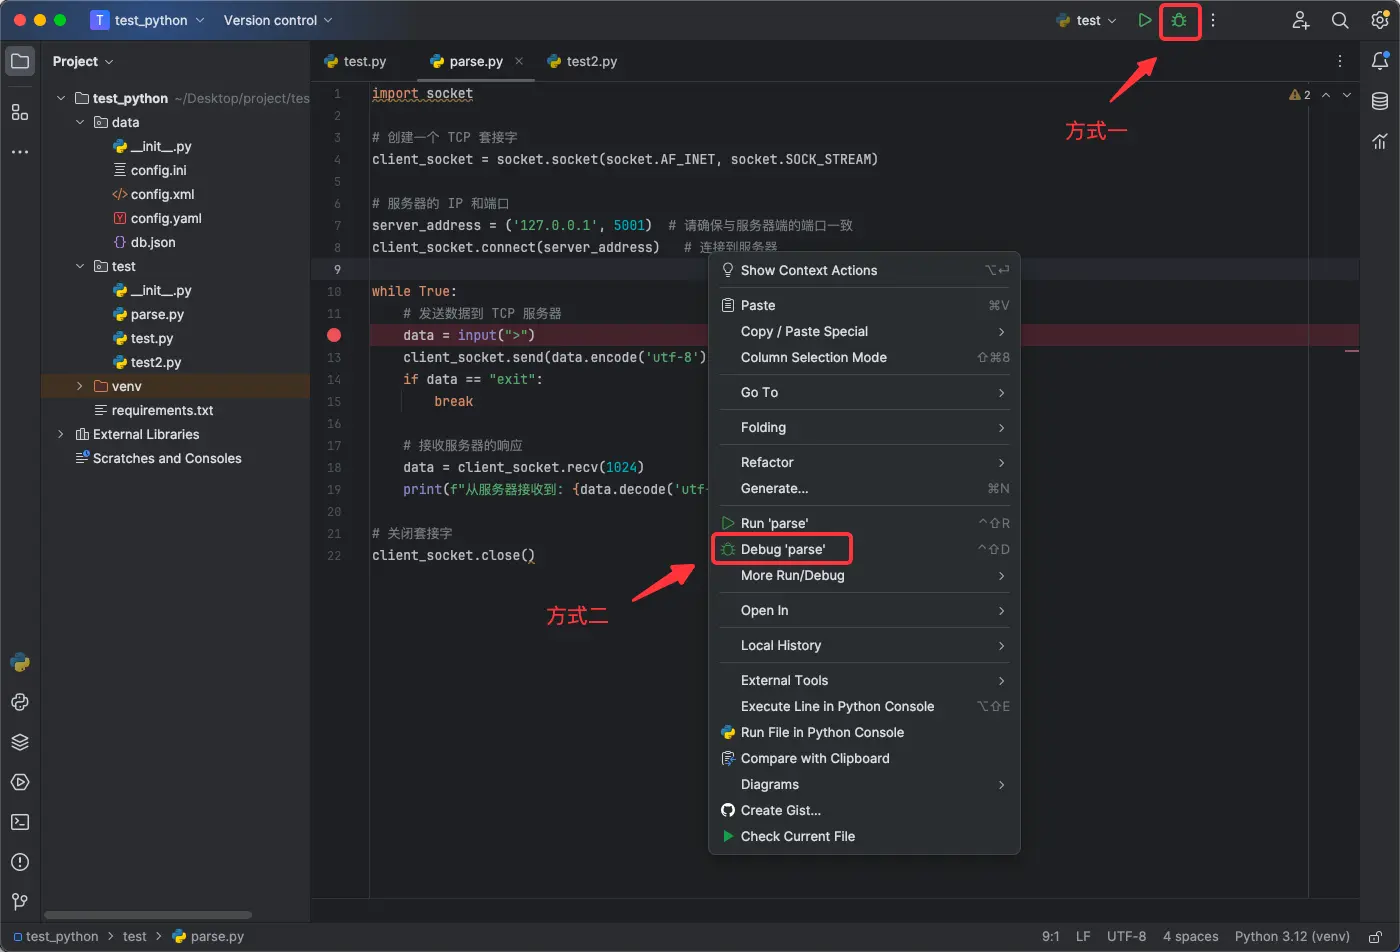 T test_python Version control test
Project
test.py parse.py test2.py
方式一
test_python ~/Desktop/project/tes
data
__init__.py
config.ini
config.xml
config.yaml
db.json
test
__init__.py
parse.py
test.py
test2.py
venv
requirements.txt
External Libraries
Scratches and Consoles
2
1 import socket
2
3 # 创建一个 TCP 套接字
4 client_socket = socket.socket(socket.AF_INET, socket.SOCK_STREAM)
5
6 # 服务器的 IP 和端口
7 server_address = ('127.0.0.1', 5001) # 请确保与服务器端的端口一致
8 client_socket.connect(server_address) # 连接到服务器
9
10 while True:
11 # 发送数据到 TCP 服务器
data = input(">")
13 client_socket.send(data.encode('utf-8')
14 if data == "exit":
15 break
16
17 # 接收服务器的响应
18 data = client_socket.recv(1024)
19 print(f"从服务器接收到: {data.decode('utf-
20
21 # 关闭套接字
22 client_socket.close()
方式二
Show Context Actions ⌥↩
Paste ⌘V
Copy / Paste Special
Column Selection Mode ⇧⌘8
Go To
Folding
Refactor
Generate... ⌘N
Run 'parse' ^⇧R
Debug 'parse' ^⇧D
More Run/Debug
Open In
Local History
External Tools
Execute Line in Python Console ⌥⇧E
Run File in Python Console
Compare with Clipboard
Diagrams
Create Gist...
Check Current File
test_python > test > parse.py
9:1 LF UTF-8 4 spaces Python 3.12 (venv)